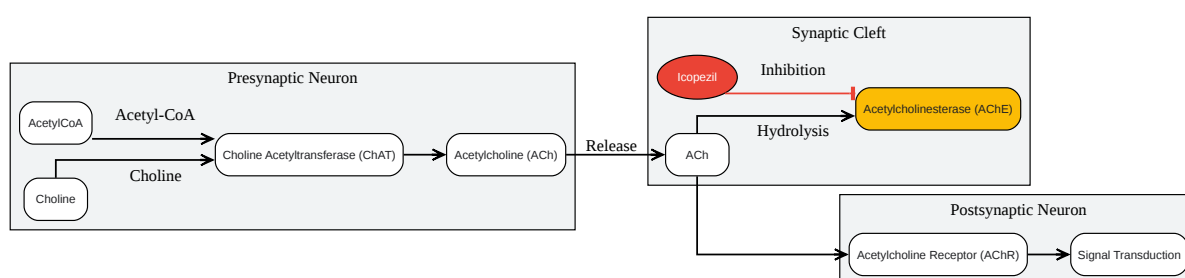 Presynaptic Neuron
AcetylCoA
Acetyl-CoA
Choline
Choline
Choline Acetyltransferase (ChAT)
Acetylcholine (ACh)
Release
Synaptic Cleft
Icopezil
Inhibition
Acetylcholinesterase (AChE)
Hydrolysis
ACh
Postsynaptic Neuron
Acetylcholine Receptor (AChR)
Signal Transduction